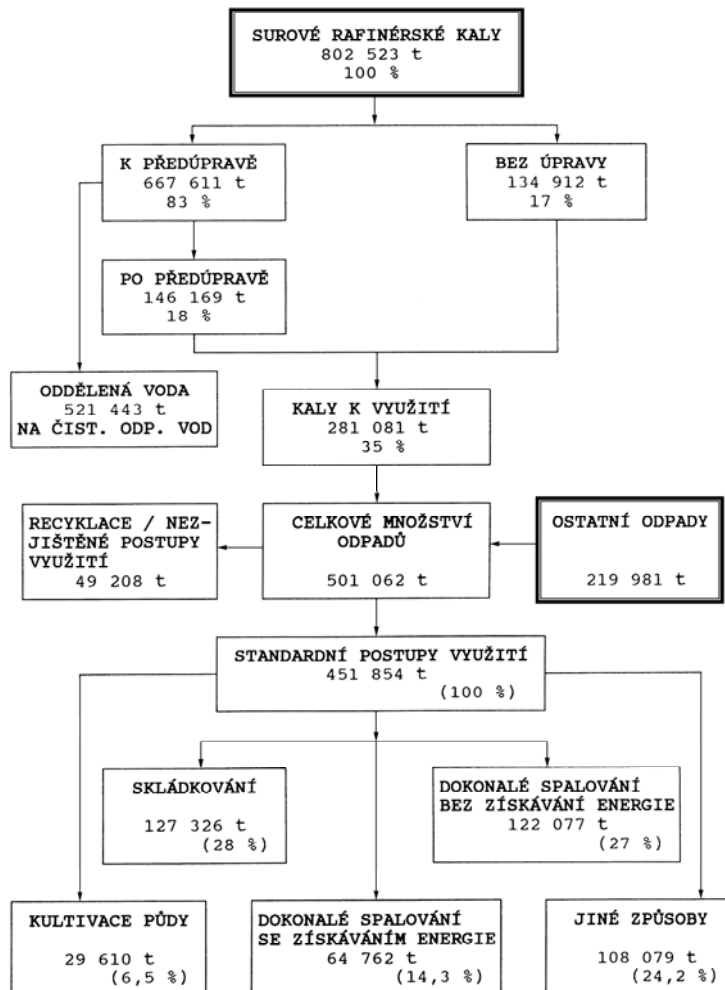 SUROVÉ RAFINÉRSKÉ KALY
802 523 t
100 %
K PŘEDÚPRAVĚ
667 611 t
83 %
BEZ ÚPRAVY
134 912 t
17 %
PO PŘEDÚPRAVĚ
146 169 t
18 %
ODDĚLENÁ VODA
521 443 t
NA ČIST. ODP. VOD
KALY K VYUŽITÍ
281 081 t
35 %
RECYKLACE / NEZ-
JIŠTĚNÉ POSTUPY
VYUŽITÍ
49 208 t
CELKOVÉ MNOŽSTVÍ
ODPADŮ
501 062 t
OSTATNÍ ODPADY
219 981 t
STANDARDNÍ POSTUPY VYUŽITÍ
451 854 t
(100 %)
SKLÁDKOVÁNÍ
127 326 t
(28 %)
DOKONALÉ SPALOVÁNÍ
BEZ ZÍSKÁVÁNÍ ENERGIE
122 077 t
(27 %)
KULTIVACE PŮDY
29 610 t
(6,5 %)
DOKONALÉ SPALOVÁNÍ
SE ZÍSKÁVÁNÍM ENERGIE
64 762 t
(14,3 %)
JINÉ ZPŮSOBY
108 079 t
(24,2 %)